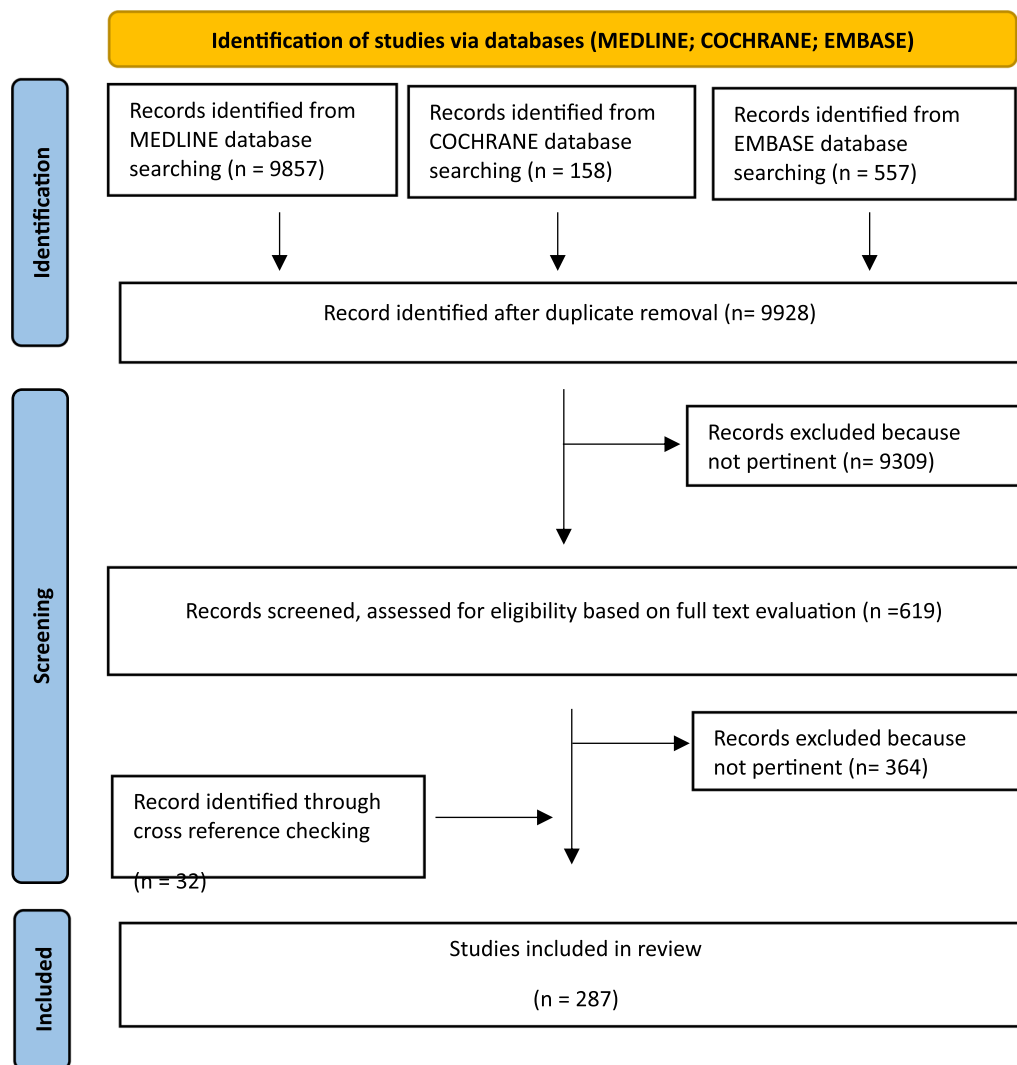 Identification of studies via databases (MEDLINE; COCHRANE; EMBASE)
Identification
Records identified from
MEDLINE database
searching (n = 9857)
Records identified from
COCHRANE database
searching (n = 158)
Records identified from
EMBASE database
searching (n = 557)
Record identified after duplicate removal (n= 9928)
Screening
Records excluded because
not pertinent (n= 9309)
Records screened, assessed for eligibility based on full text evaluation (n =619)
Records excluded because
not pertinent (n= 364)
Record identified through
cross reference checking
(n = 32)
Included
Studies included in review
(n = 287)